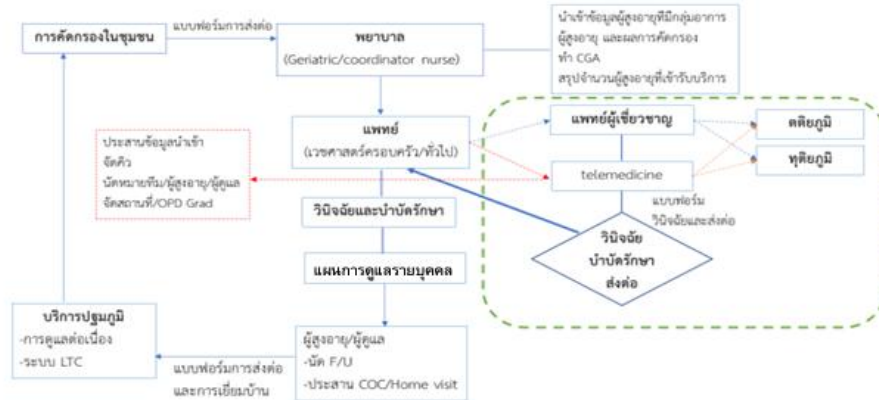 การคัดกรองในชุมชน
แบบฟอร์มการส่งต่อ
พยาบาล
(Geriatric/coordinator nurse)
นำเข้าข้อมูลผู้สูงอายุที่มีกลุ่มอาการ
ผู้สูงอายุ และผลการคัดกรอง
ทำ CGA
สรุปจำนวนผู้สูงอายุที่เข้ารับบริการ
แพทย์
(เวชศาสตร์ครอบครัว/ทั่วไป)
แพทย์ผู้เชี่ยวชาญ
ตติยภูมิ
ทุติยภูมิ
ประสานข้อมูลนำเข้า
จัดคิว
นัดหมายทีม/ผู้สูงอายุ/ผู้ดูแล
จัดสถานที่/OPD Grad
telemedicine
แบบฟอร์ม
วินิจฉัยและส่งต่อ
วินิจฉัยและบำบัดรักษา
วินิจฉัย
บำบัดรักษา
ส่งต่อ
แผนการดูแลรายบุคคล
บริการปฐมภูมิ
-การดูแลต่อเนื่อง
-ระบบ LTC
แบบฟอร์มการส่งต่อ
และการเยี่ยมบ้าน
ผู้สูงอายุ/ผู้ดูแล
-นัด F/U
-ประสาน COC/Home visit